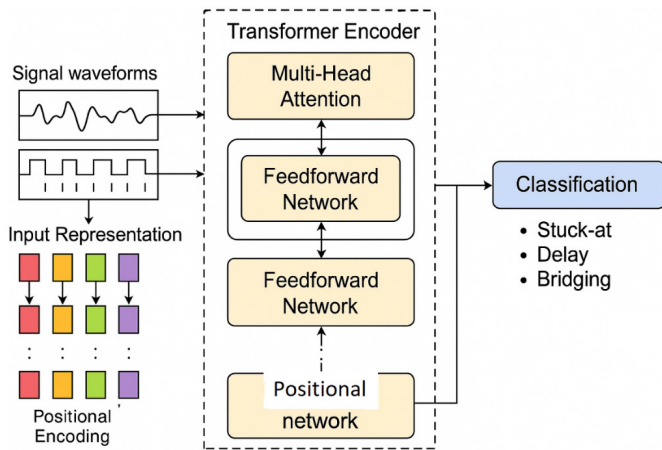 Signal waveforms
Input Representation
Positional
Encoding
Transformer Encoder
Multi-Head
Attention
Feedforward
Network
Feedforward
Network
Positional
network
Classification
• Stuck-at
• Delay
• Bridging